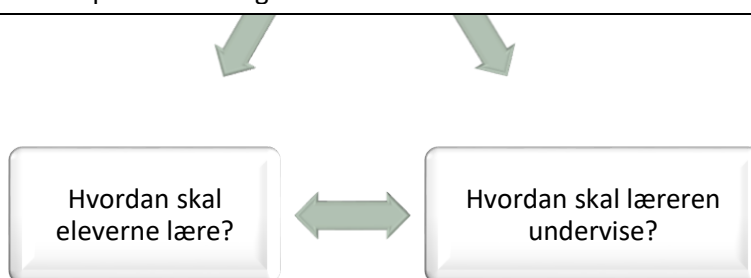 Hvordan skal
eleverne lære?
Hvordan skal læreren
undervise?